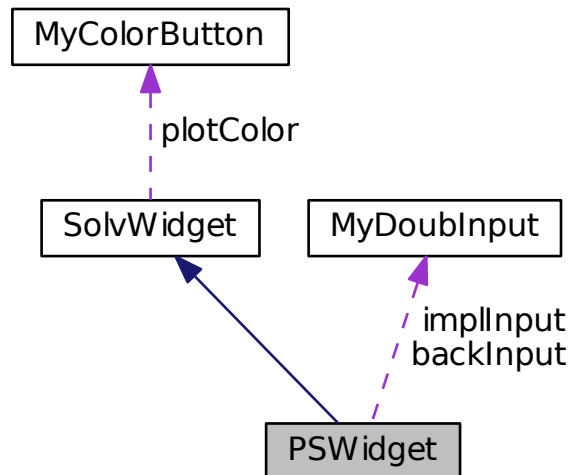 MyColorButton
plotColor
SolvWidget
MyDoubInput
implInput
backInput
PSWidget